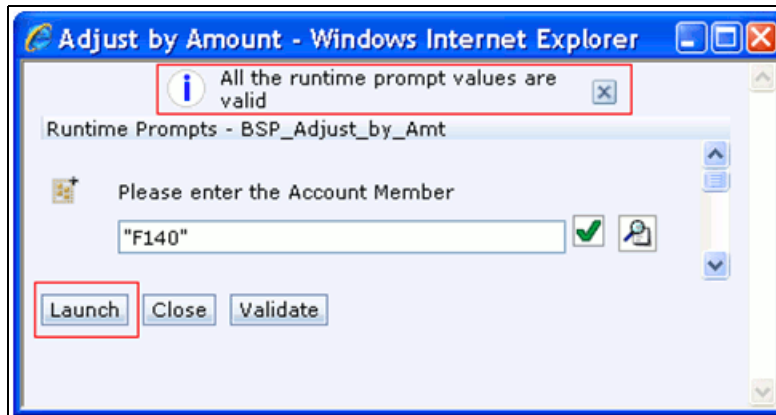 Adjust by Amount - Windows Internet Explorer
All the runtime prompt values are
valid
Runtime Prompts - BSP_Adjust_by_Amt
Please enter the Account Member
"F140"
Launch Close Validate